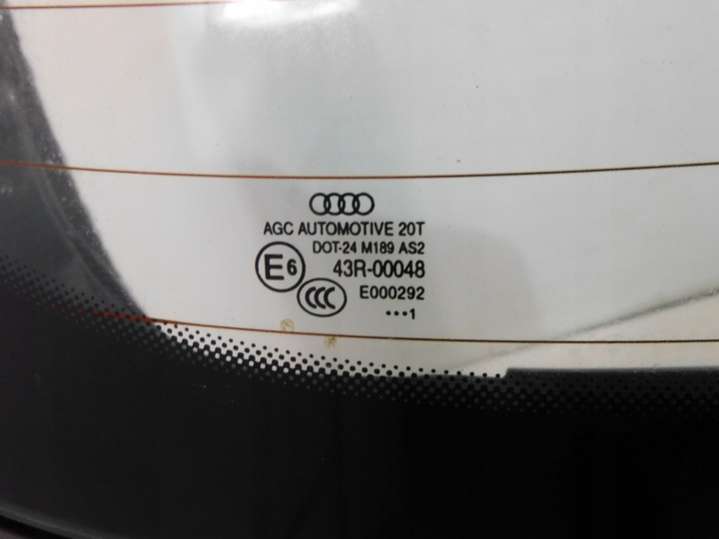 AGC AUTOMOTIVE 20T
DOT-24 M189 AS2
E6 43R-00048
CCC E000292
•••1